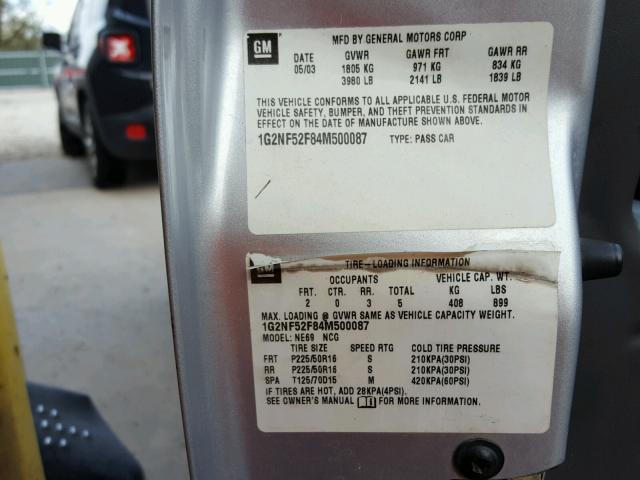 GM
MFD BY GENERAL MOTORS CORP
DATE GVWR GAWR FRT GAWR RR
05/03 1805 KG 971 KG 834 KG
3980 LB 2141 LB 1839 LB
THIS VEHICLE CONFORMS TO ALL APPLICABLE U.S. FEDERAL MOTOR
VEHICLE SAFETY, BUMPER, AND THEFT PREVENTION STANDARDS IN
EFFECT ON THE DATE OF MANUFACTURE SHOWN ABOVE.
1G2NF52F84M500087 TYPE: PASS CAR
GM
TIRE-LOADING INFORMATION
OCCUPANTS VEHICLE CAP. WT.
FRT. CTR. RR. TOTAL KG LBS
2 0 3 5 408 899
MAX. LOADING @ GVWR SAME AS VEHICLE CAPACITY WEIGHT.
1G2NF52F84M500087
MODEL: NE69 NCG
TIRE SIZE SPEED RTG COLD TIRE PRESSURE
FRT P225/50R16 S 210KPA(30PSI)
RR P225/50R16 S 210KPA(30PSI)
SPA T125/70D15 M 420KPA(60PSI)
IF TIRES ARE HOT, ADD 28KPA(4PSI).
SEE OWNER'S MANUAL FOR MORE INFORMATION.